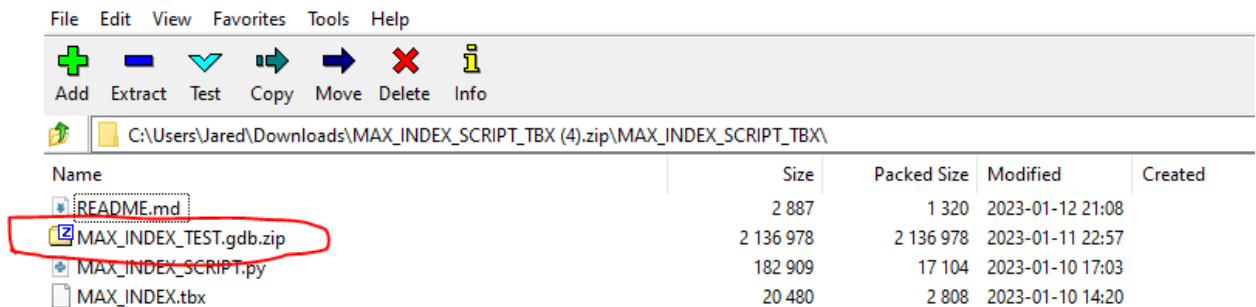 File Edit View Favorites Tools Help
Add Extract Test Copy Move Delete Info
C:\Users\Jared\Downloads\MAX_INDEX_SCRIPT_TBX (4).zip\MAX_INDEX_SCRIPT_TBX\
Name Size Packed Size Modified Created
README.md 2 887 1 320 2023-01-12 21:08
MAX_INDEX_TEST.gdb.zip 2 136 978 2 136 978 2023-01-11 22:57
MAX_INDEX_SCRIPT.py 182 909 17 104 2023-01-10 17:03
MAX_INDEX.tbx 20 480 2 808 2023-01-10 14:20